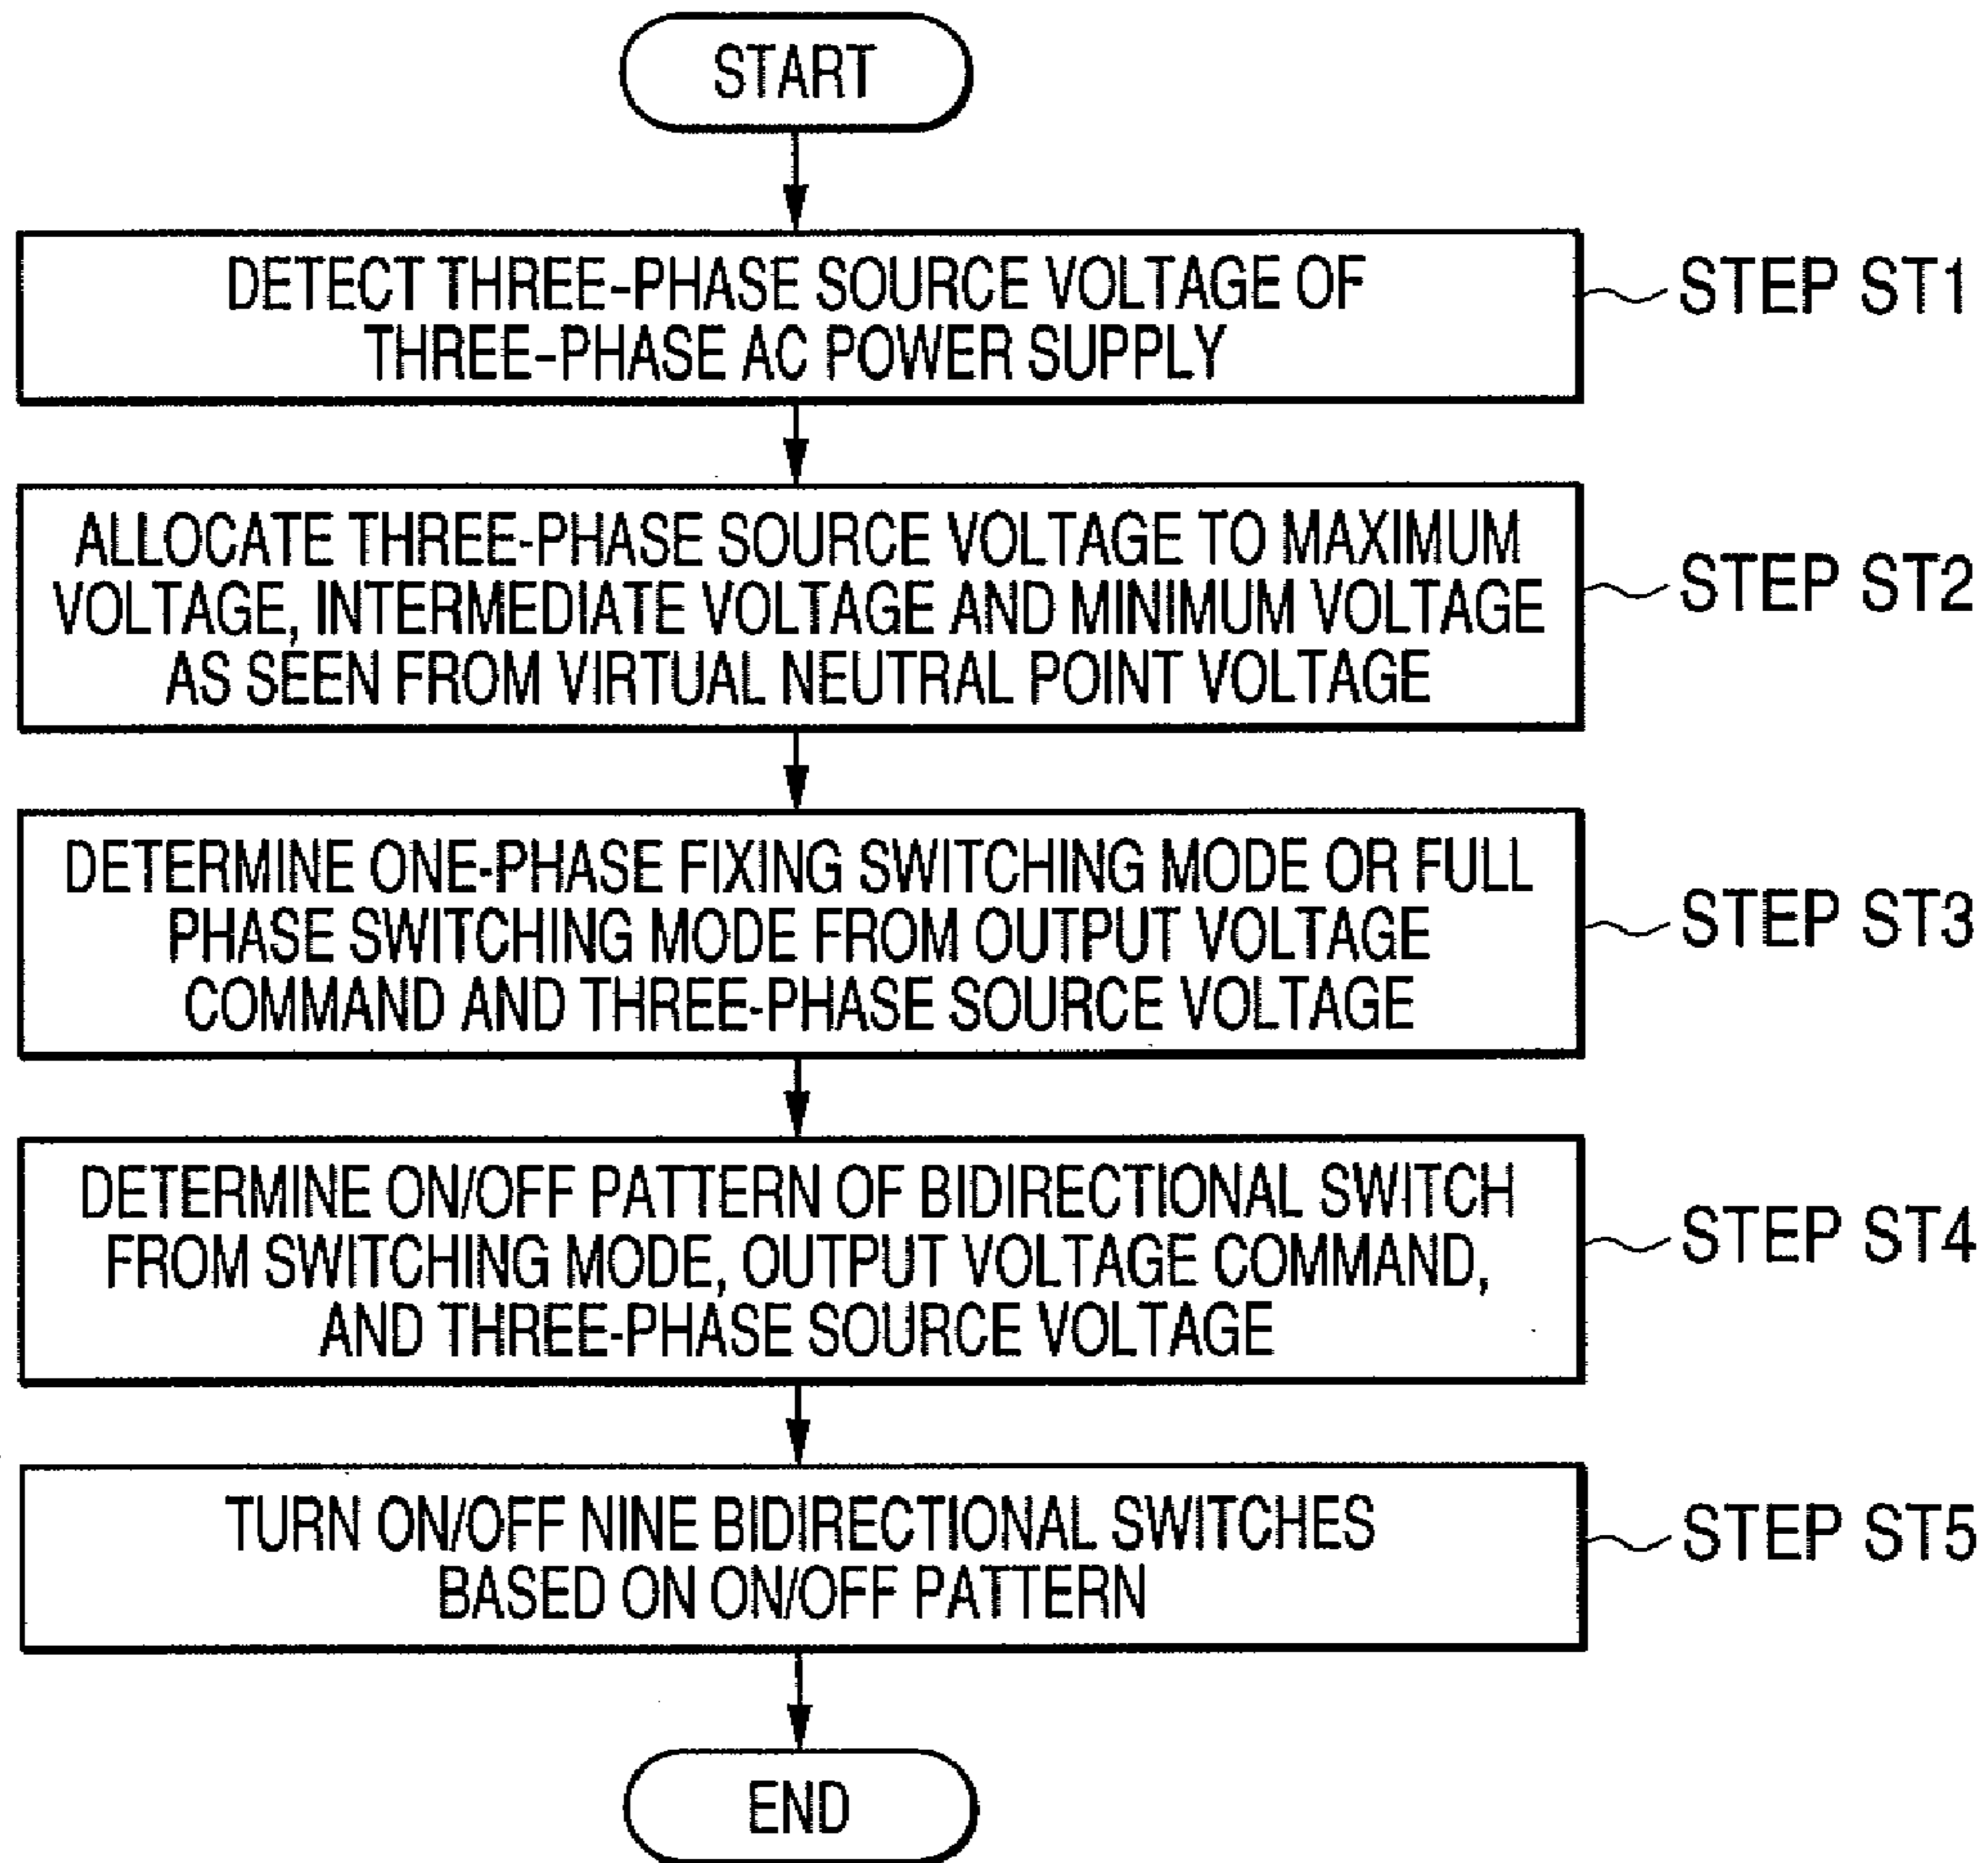 START
DETECT THREE-PHASE SOURCE VOLTAGE OF
THREE-PHASE AC POWER SUPPLY
STEP ST1
ALLOCATE THREE-PHASE SOURCE VOLTAGE TO MAXIMUM
VOLTAGE, INTERMEDIATE VOLTAGE AND MINIMUM VOLTAGE
AS SEEN FROM VIRTUAL NEUTRAL POINT VOLTAGE
STEP ST2
DETERMINE ONE-PHASE FIXING SWITCHING MODE OR FULL
PHASE SWITCHING MODE FROM OUTPUT VOLTAGE
COMMAND AND THREE-PHASE SOURCE VOLTAGE
STEP ST3
DETERMINE ON/OFF PATTERN OF BIDIRECTIONAL SWITCH
FROM SWITCHING MODE, OUTPUT VOLTAGE COMMAND,
AND THREE-PHASE SOURCE VOLTAGE
STEP ST4
TURN ON/OFF NINE BIDIRECTIONAL SWITCHES
BASED ON ON/OFF PATTERN
STEP ST5
END